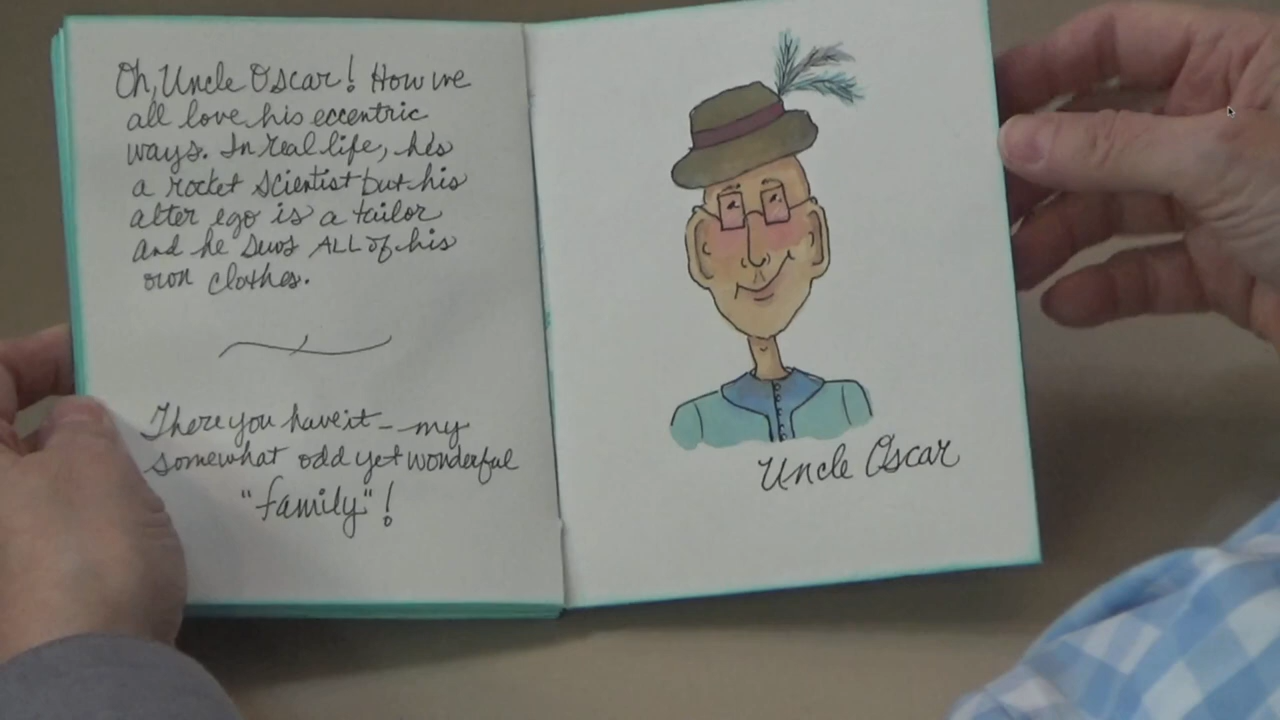 Oh, Uncle Oscar! How we
all love his eccentric
ways. In real life, he's
a rocket scientist but his
alter ego is a tailor
and he sews ALL of his
own clothes.
There you have it – my
somewhat odd yet wonderful
"family"!
Uncle Oscar